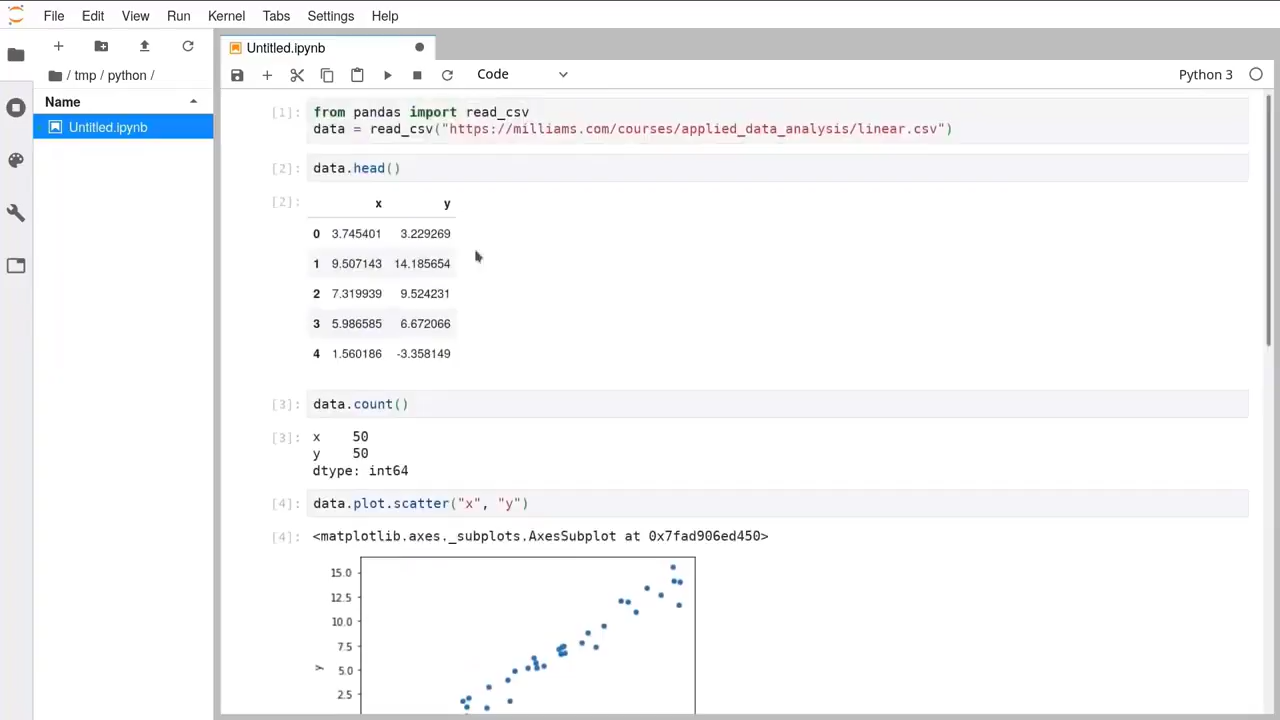 File Edit View Run Kernel Tabs Settings Help
Untitled.ipynb
Code
Python 3
/ tmp / python /
Name
Untitled.ipynb
[1]: from pandas import read_csv
data = read_csv("https://milliams.com/courses/applied_data_analysis/linear.csv")
[2]: data.head()
[2]: x y
0 3.745401 3.229269
1 9.507143 14.185654
2 7.319939 9.524231
3 5.986585 6.672066
4 1.560186 -3.358149
[3]: data.count()
[3]: x 50
y 50
dtype: int64
[4]: data.plot.scatter("x", "y")
[4]: <matplotlib.axes._subplots.AxesSubplot at 0x7fad906ed450>
15.0
12.5
10.0
7.5
y
5.0
2.5